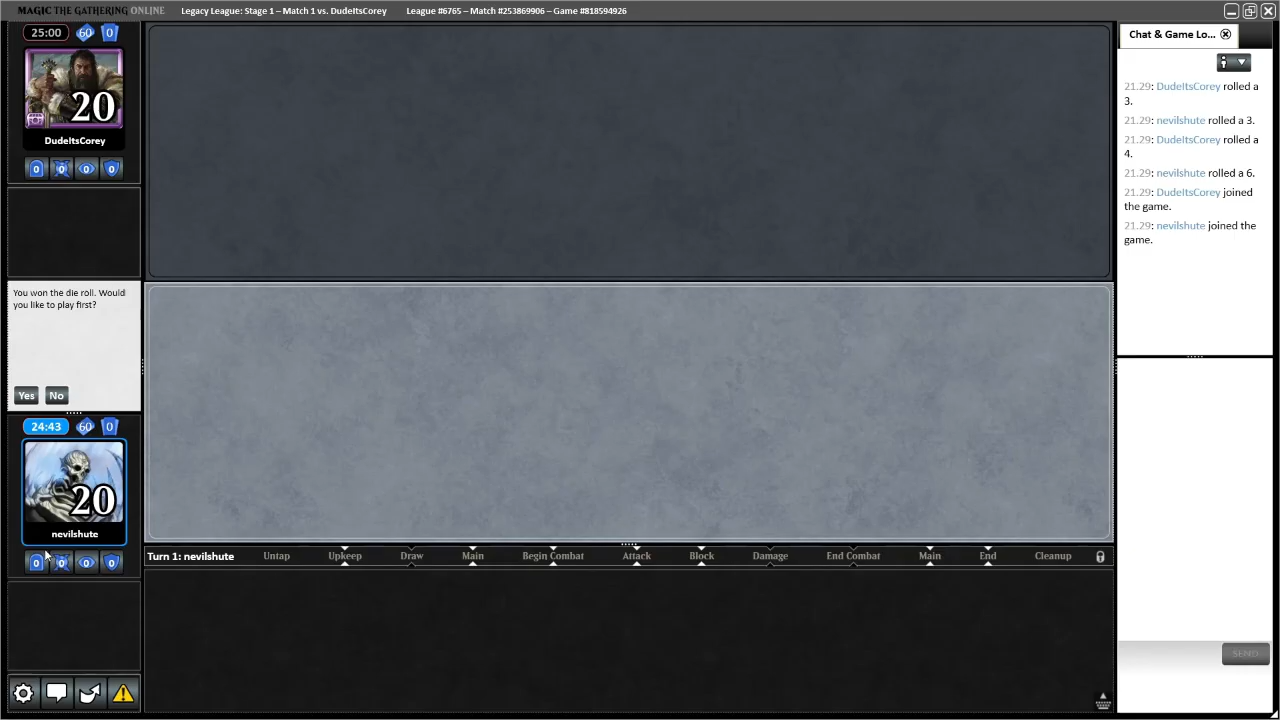 MAGIC THE GATHERING ONLINE Legacy League: Stage 1 – Match 1 vs. DudeItsCorey League #6765 – Match #253869906 – Game #818594926
25:00 60 0
20
DudeItsCorey
0 0 0 0
You won the die roll. Would
you like to play first?
Yes No
24:43 60 0
20
nevilshute
0 0 0 0
Turn 1: nevilshute Untap Upkeep Draw Main Begin Combat Attack Block Damage End Combat Main End Cleanup
Chat & Game Lo...
21.29: DudeItsCorey rolled a
3.
21.29: nevilshute rolled a 3.
21.29: DudeItsCorey rolled a
4.
21.29: nevilshute rolled a 6.
21.29: DudeItsCorey joined
the game.
21.29: nevilshute joined the
game.
SEND